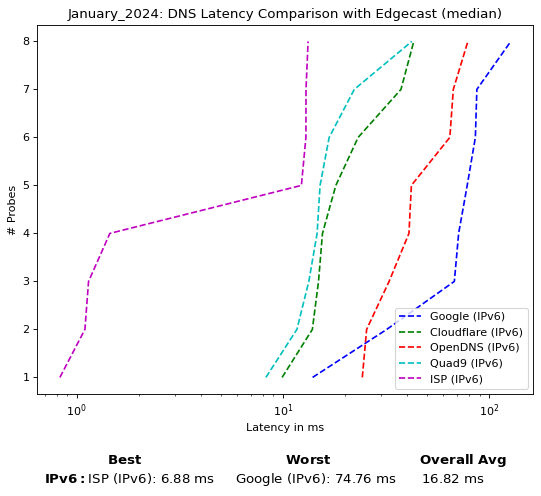 January_2024: DNS Latency Comparison with Edgecast (median)
8
7
6
5
4
3
2
1
# Probes
Google (IPv6)
Cloudflare (IPv6)
OpenDNS (IPv6)
Quad9 (IPv6)
ISP (IPv6)
10⁰ 10¹ 10²
Latency in ms
Best Worst Overall Avg
IPv6: ISP (IPv6): 6.88 ms Google (IPv6): 74.76 ms 16.82 ms